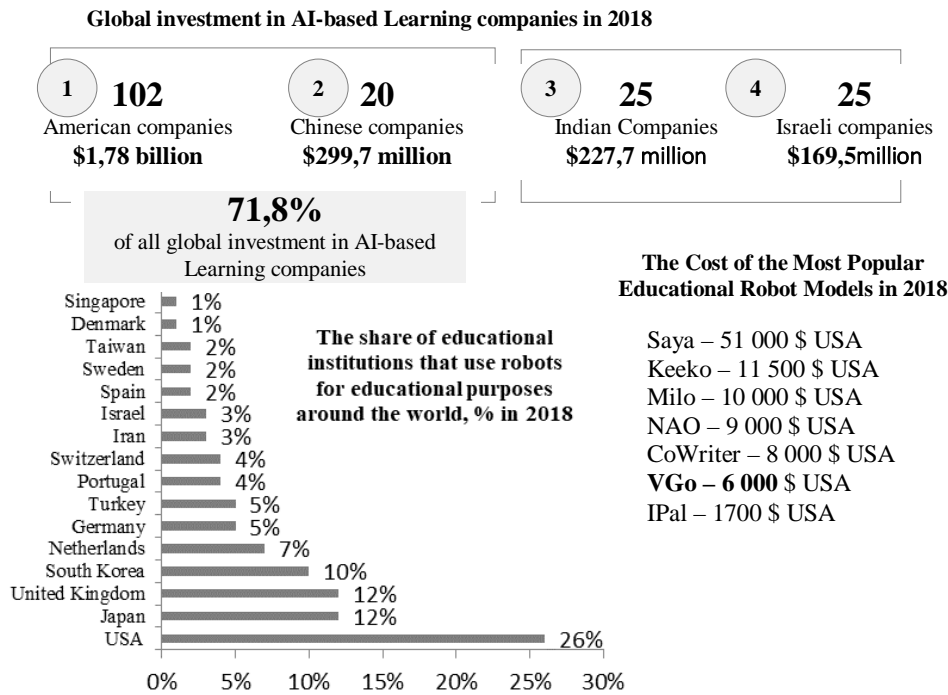 Global investment in AI-based Learning companies in 2018
1 102
American companies
$1,78 billion
2 20
Chinese companies
$299,7 million
3 25
Indian Companies
$227,7 million
4 25
Israeli companies
$169,5million
71,8%
of all global investment in AI-based
Learning companies
The Cost of the Most Popular
Educational Robot Models in 2018
Saya – 51 000 $ USA
Keeko – 11 500 $ USA
Milo – 10 000 $ USA
NAO – 9 000 $ USA
CoWriter – 8 000 $ USA
VGo – 6 000 $ USA
IPal – 1700 $ USA
The share of educational
institutions that use robots
for educational purposes
around the world, % in 2018
Singapore 1%
Denmark 1%
Taiwan 2%
Sweden 2%
Spain 2%
Israel 3%
Iran 3%
Switzerland 4%
Portugal 4%
Turkey 5%
Germany 5%
Netherlands 7%
South Korea 10%
United Kingdom 12%
Japan 12%
USA 26%
0% 5% 10% 15% 20% 25% 30%